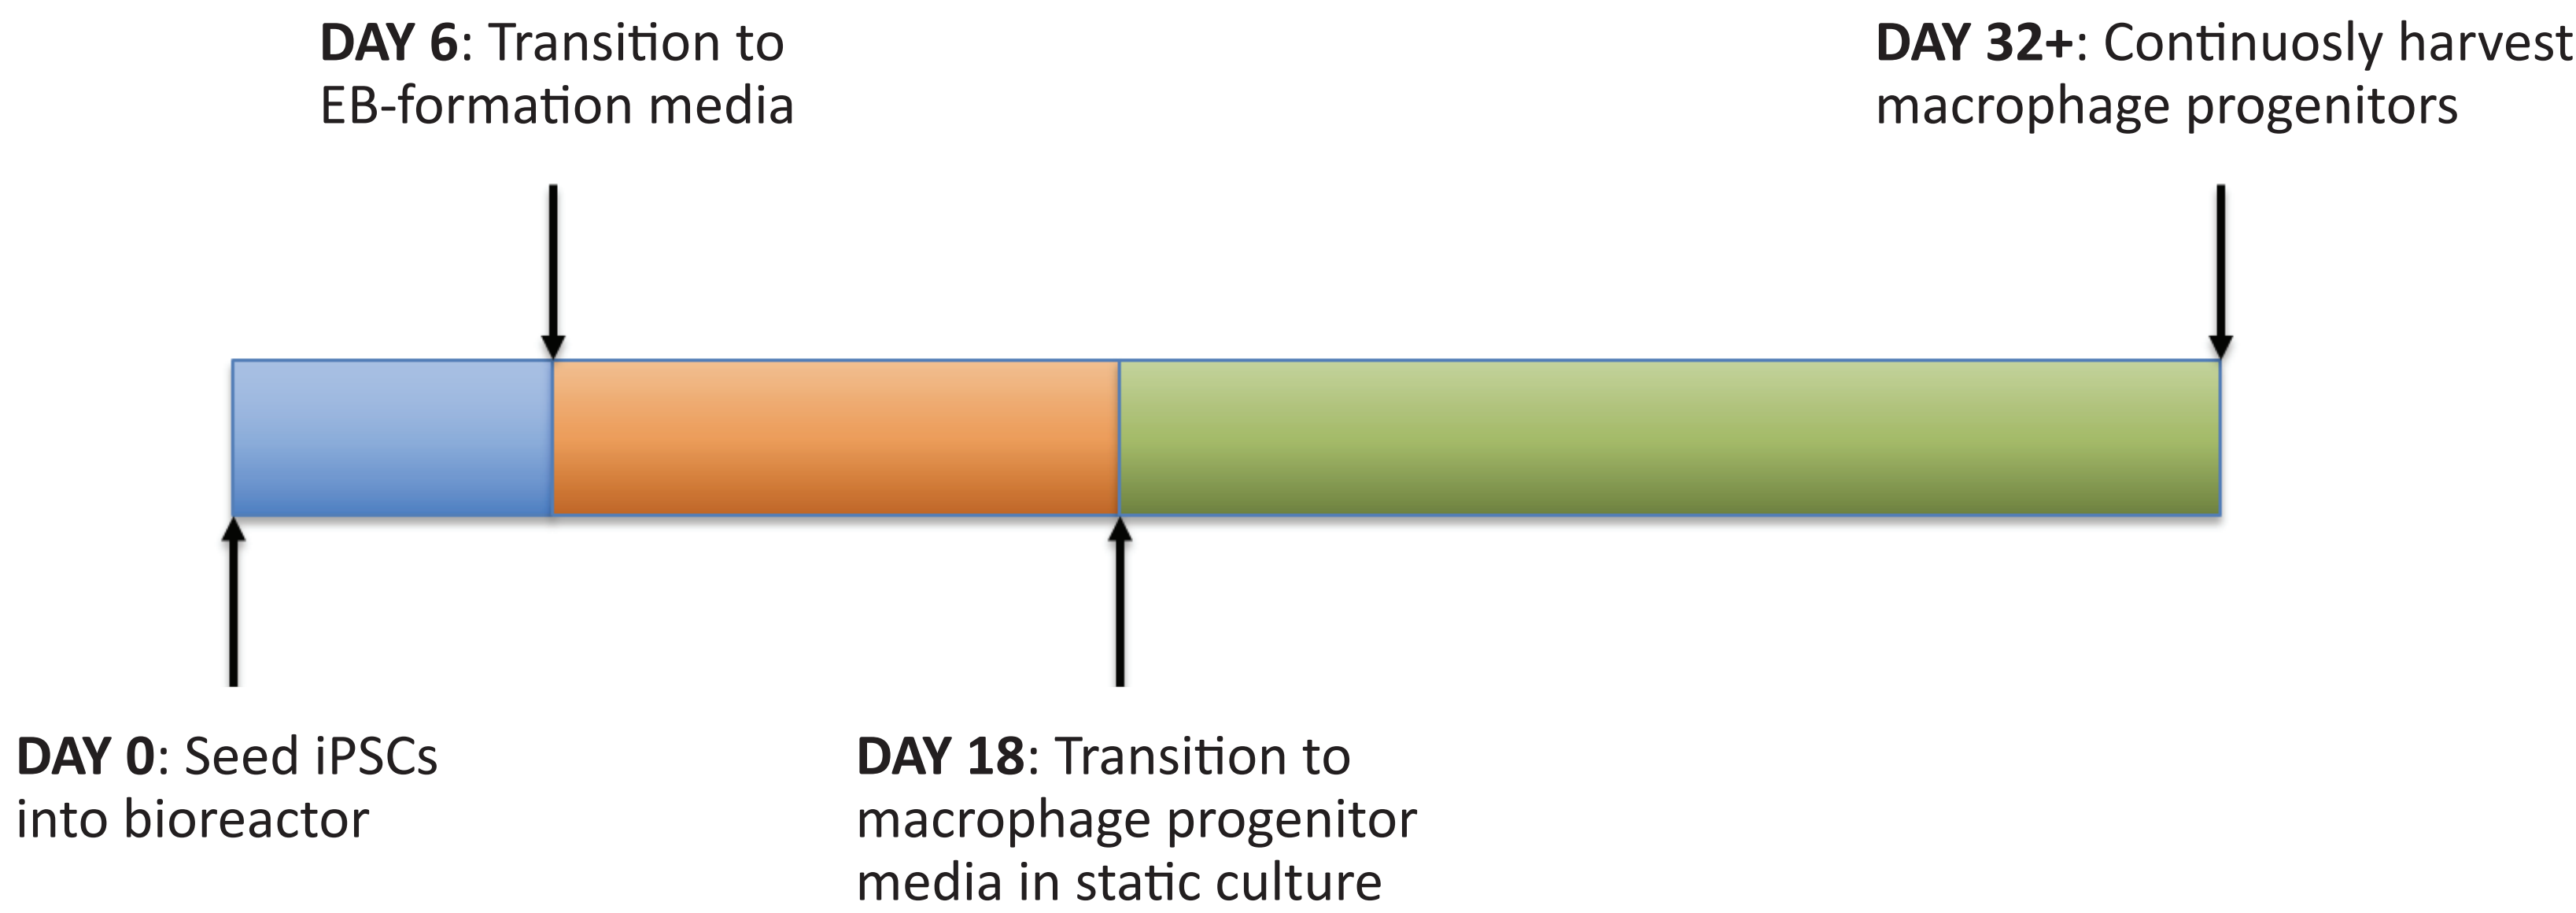 DAY 6: Transition to
EB-formation media
DAY 32+: Continuosly harvest
macrophage progenitors
DAY 0: Seed iPSCs
into bioreactor
DAY 18: Transition to
macrophage progenitor
media in static culture